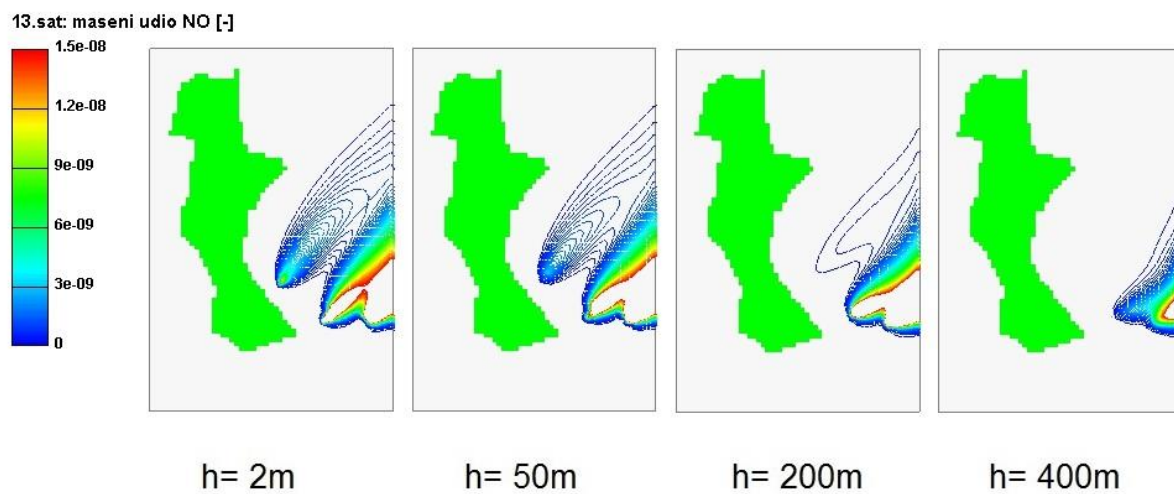 13.sat: maseni udio NO [-]
1.5e-08
1.2e-08
9e-09
6e-09
3e-09
0
h= 2m
h= 50m
h= 200m
h= 400m